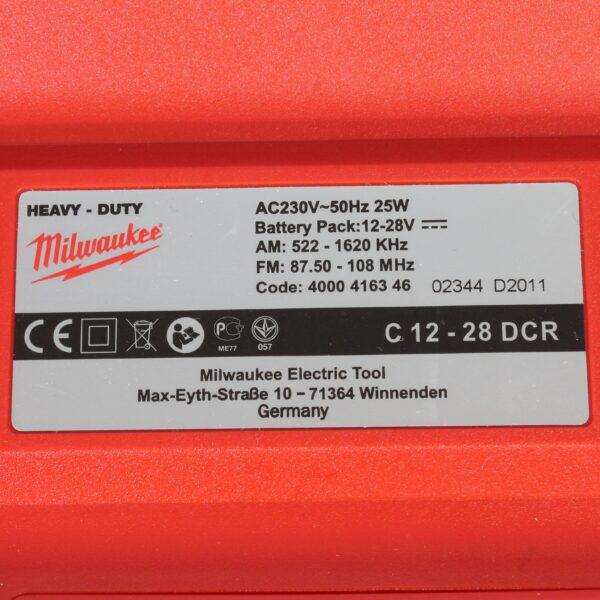 HEAVY - DUTY
Milwaukee
AC230V~50Hz 25W
Battery Pack:12-28V
AM: 522 - 1620 KHz
FM: 87.50 - 108 MHz
Code: 4000 4163 46 02344 D2011
CE
PC
ME77
057
C 12 - 28 DCR
Milwaukee Electric Tool
Max-Eyth-Straße 10 – 71364 Winnenden
Germany